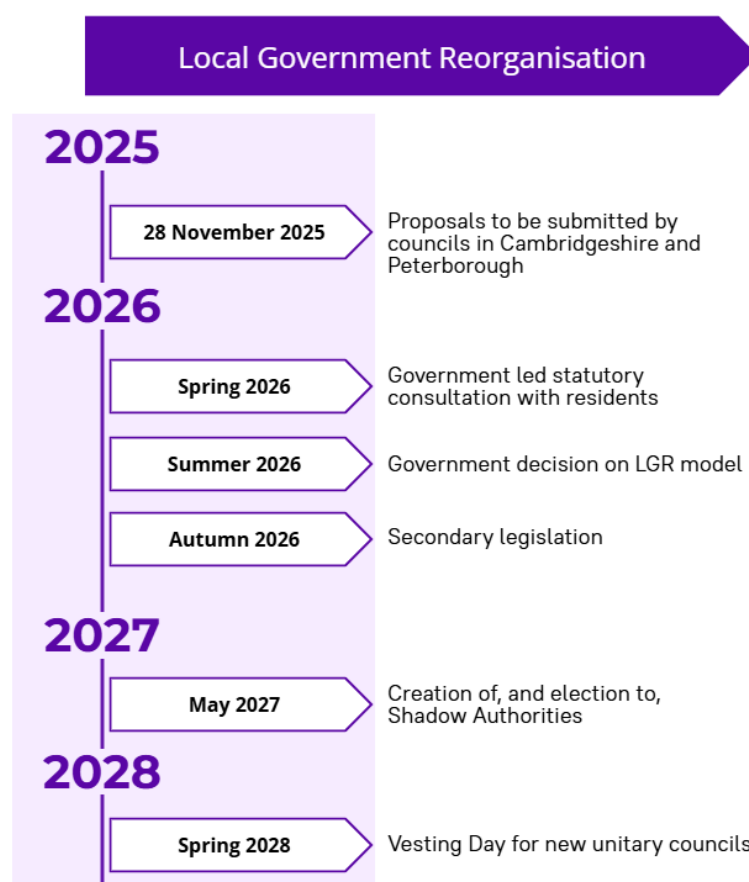 Local Government Reorganisation
2025
28 November 2025
Proposals to be submitted by
councils in Cambridgeshire and
Peterborough
2026
Spring 2026
Government led statutory
consultation with residents
Summer 2026
Government decision on LGR model
Autumn 2026
Secondary legislation
2027
May 2027
Creation of, and election to,
Shadow Authorities
2028
Spring 2028
Vesting Day for new unitary councils